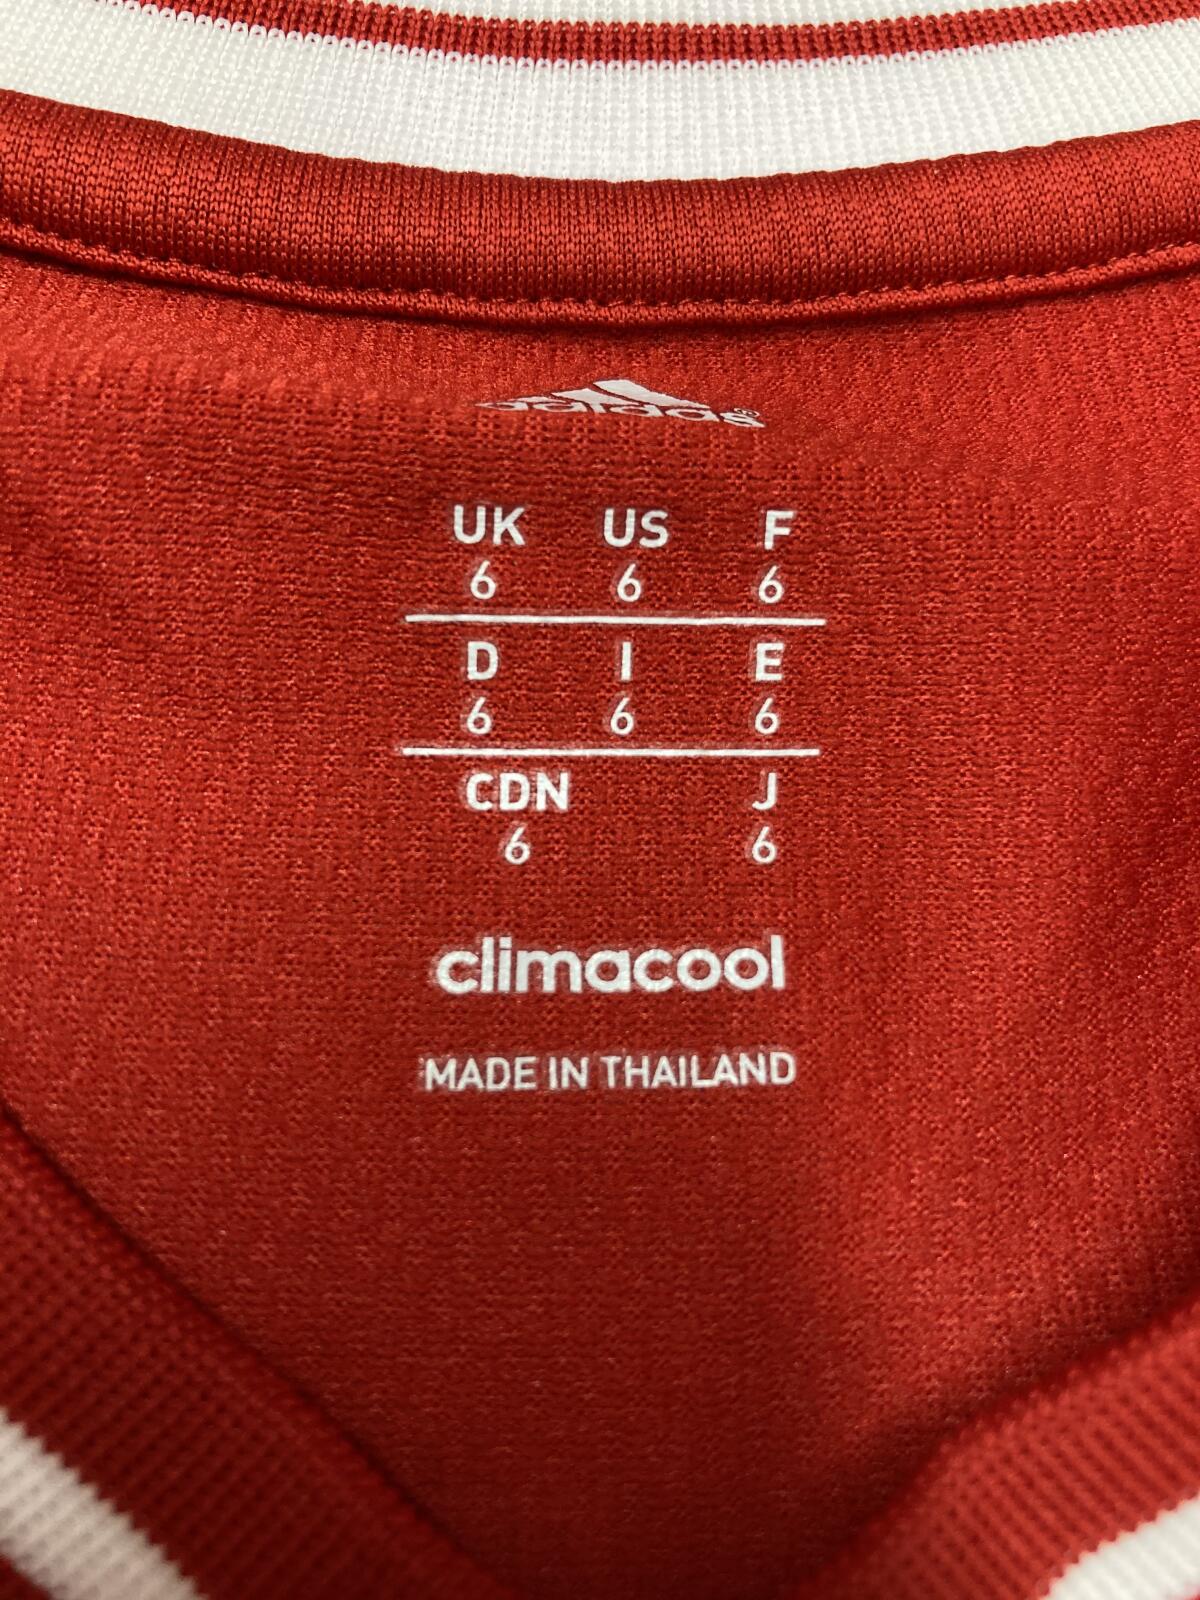 adidas®
UK US F
6 6 6
D I E
6 6 6
CDN J
6 6
climacool
MADE IN THAILAND